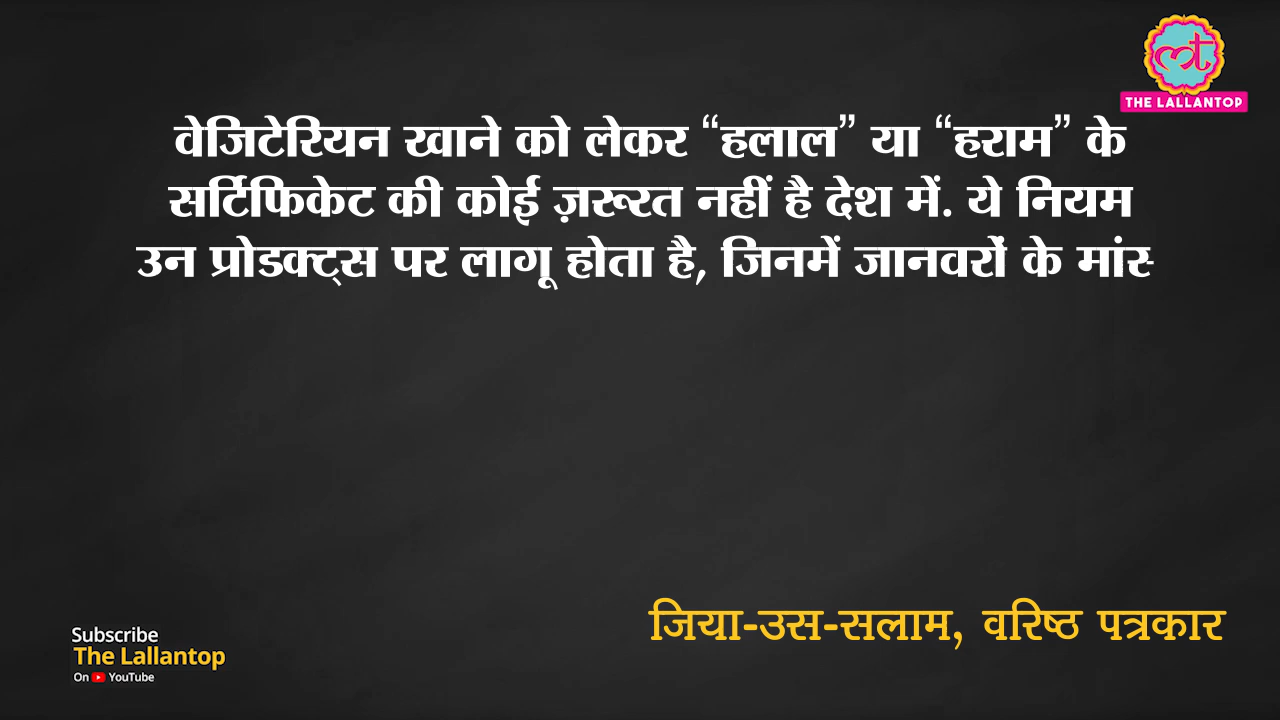 THE LALLANTOP
वेजिटेरियन खाने को लेकर “हलाल” या “हराम” के
सर्टिफिकेट की कोई ज़रूरत नहीं है देश में. ये नियम
उन प्रोडक्ट्स पर लागू होता है, जिनमें जानवरों के मांस
जिया-उस-सलाम, वरिष्ठ पत्रकार
Subscribe
The Lallantop
On YouTube